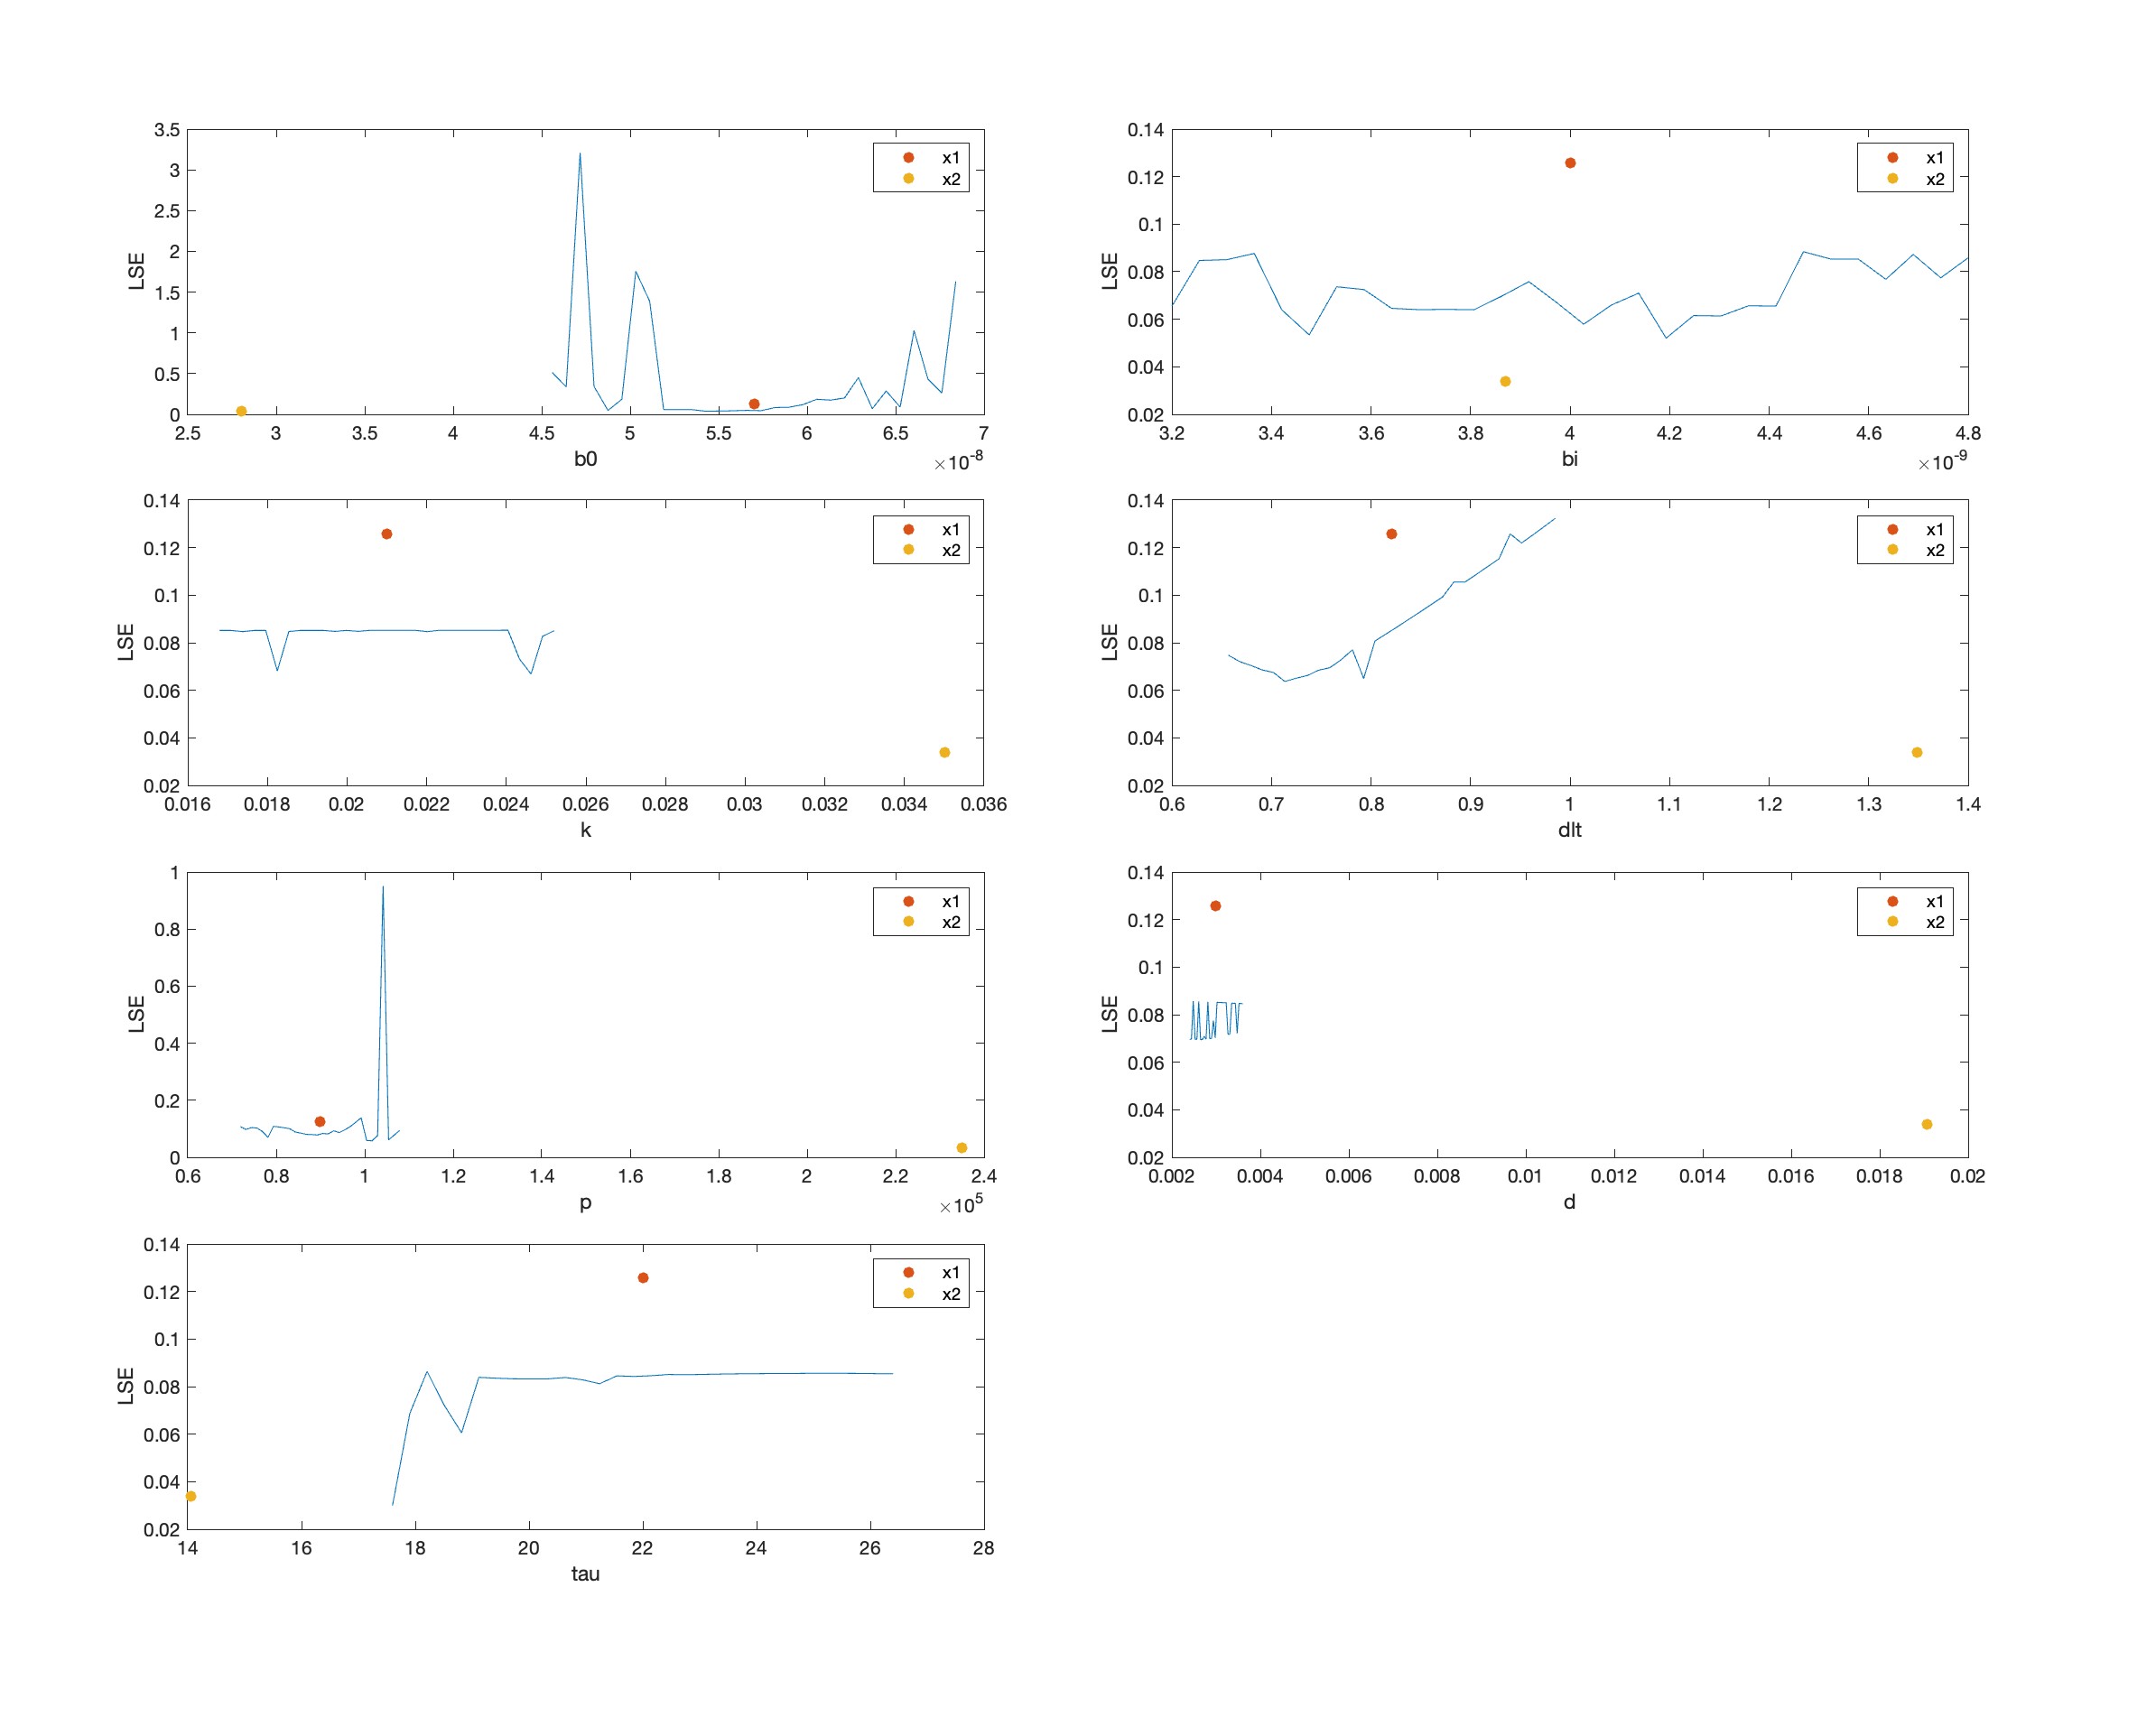 3.5
3
2.5
2
1.5
1
0.5
0
LSE
2.5 3 3.5 4 4.5 5 5.5 6 6.5 7
b0
×10-8
x1
x2
0.14
0.12
0.1
0.08
0.06
0.04
0.02
LSE
3.2 3.4 3.6 3.8 4 4.2 4.4 4.6 4.8
bi
×10-9
x1
x2
0.14
0.12
0.1
0.08
0.06
0.04
0.02
LSE
0.016 0.018 0.02 0.022 0.024 0.026 0.028 0.03 0.032 0.034 0.036
k
x1
x2
0.14
0.12
0.1
0.08
0.06
0.04
0.02
LSE
0.6 0.7 0.8 0.9 1 1.1 1.2 1.3 1.4
dlt
x1
x2
1
0.8
0.6
0.4
0.2
0
LSE
0.6 0.8 1 1.2 1.4 1.6 1.8 2 2.2 2.4
p
×105
x1
x2
0.14
0.12
0.1
0.08
0.06
0.04
0.02
LSE
0.002 0.004 0.006 0.008 0.01 0.012 0.014 0.016 0.018 0.02
d
x1
x2
0.14
0.12
0.1
0.08
0.06
0.04
0.02
LSE
14 16 18 20 22 24 26 28
tau
x1
x2